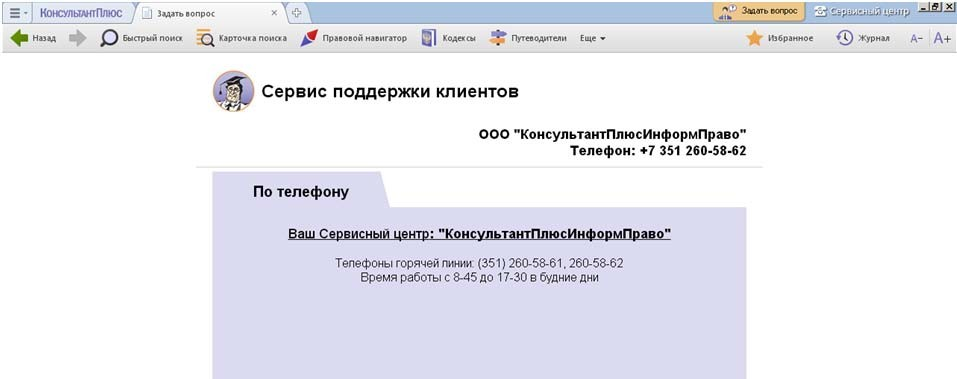 КонсультантПлюс
Задать вопрос
Задать вопрос
Сервисный центр
Назад
Быстрый поиск
Карточка поиска
Правовой навигатор
Кодексы
Путеводители
Еще
Избранное
Журнал
А-
А+
Сервис поддержки клиентов
ООО "КонсультантПлюсИнформПраво"
Телефон: +7 351 260-58-62
По телефону
Ваш Сервисный центр: "КонсультантПлюсИнформПраво"
Телефоны горячей линии: (351) 260-58-61, 260-58-62
Время работы с 8-45 до 17-30 в будние дни